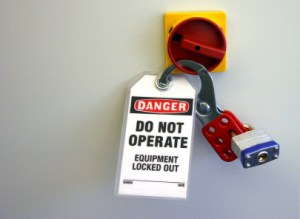 DANGER
DO NOT
OPERATE
EQUIPMENT
LOCKED OUT